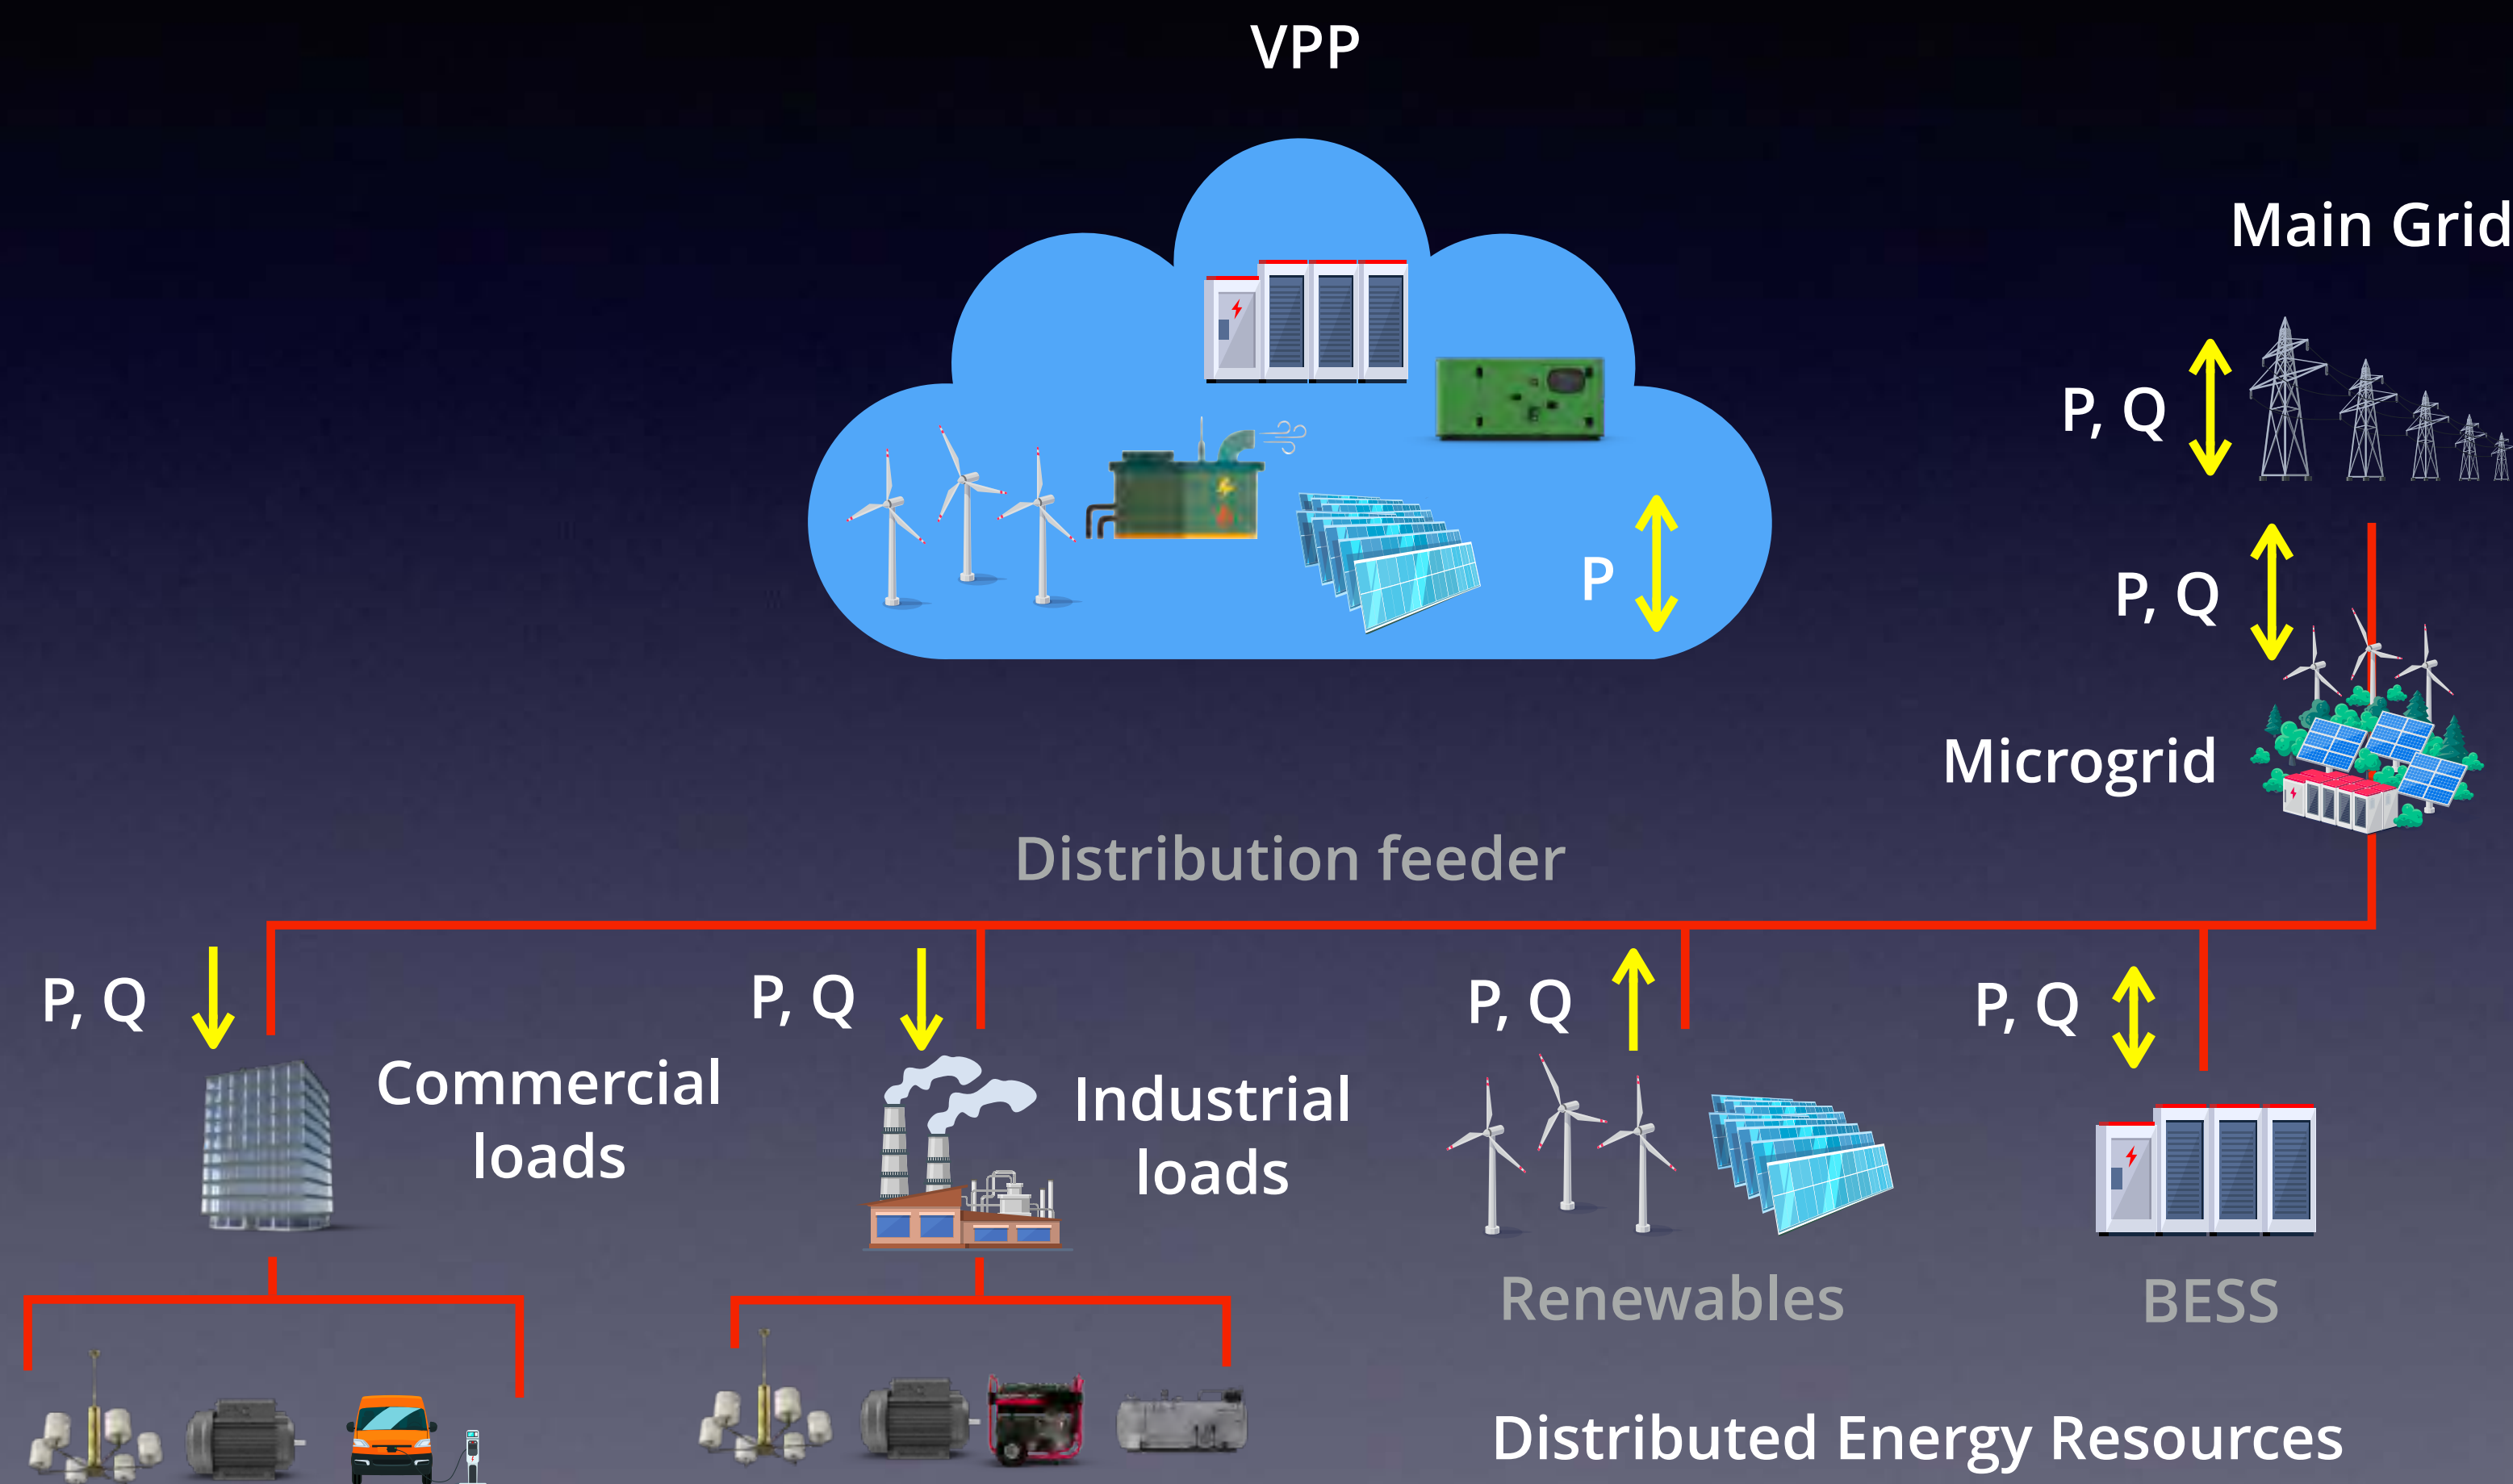 VPP
Main Grid
P, Q
P, Q
P
Microgrid
Distribution feeder
P, Q
P, Q
P, Q
P, Q
Commercial
loads
Industrial
loads
Renewables
BESS
Distributed Energy Resources